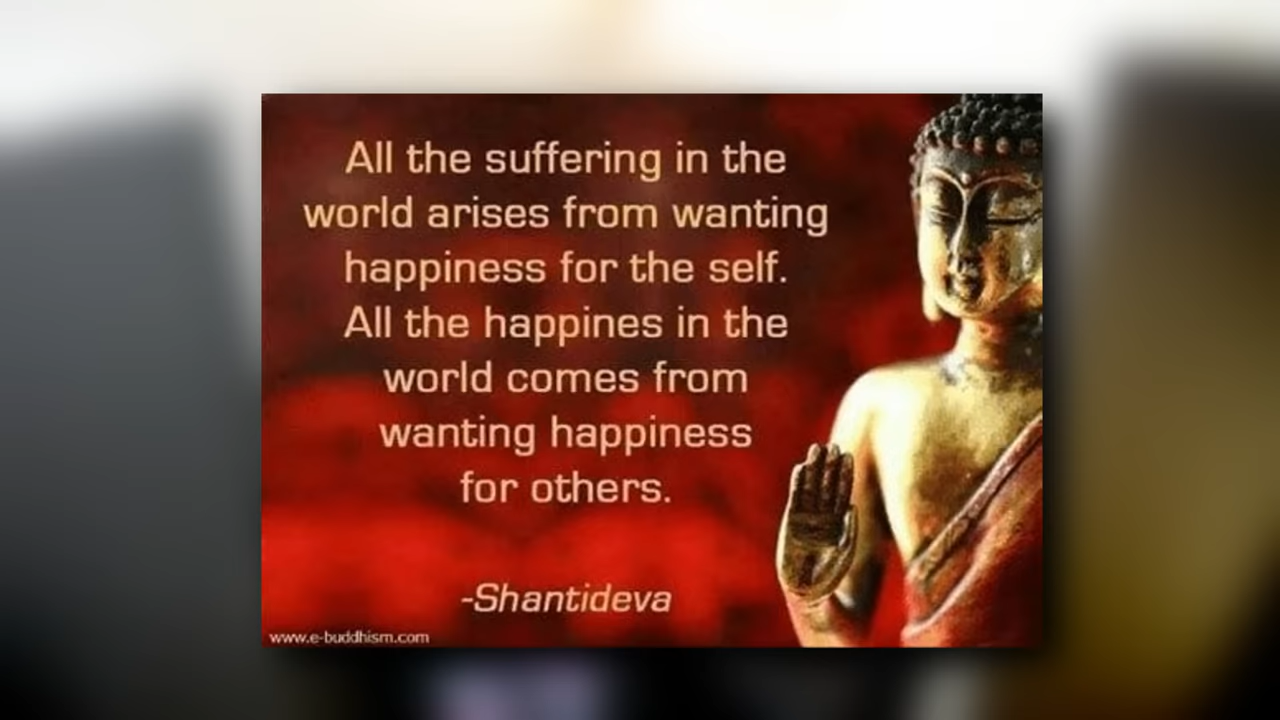 All the suffering in the
world arises from wanting
happiness for the self.
All the happines in the
world comes from
wanting happiness
for others.
-Shantideva
www.e-buddhism.com